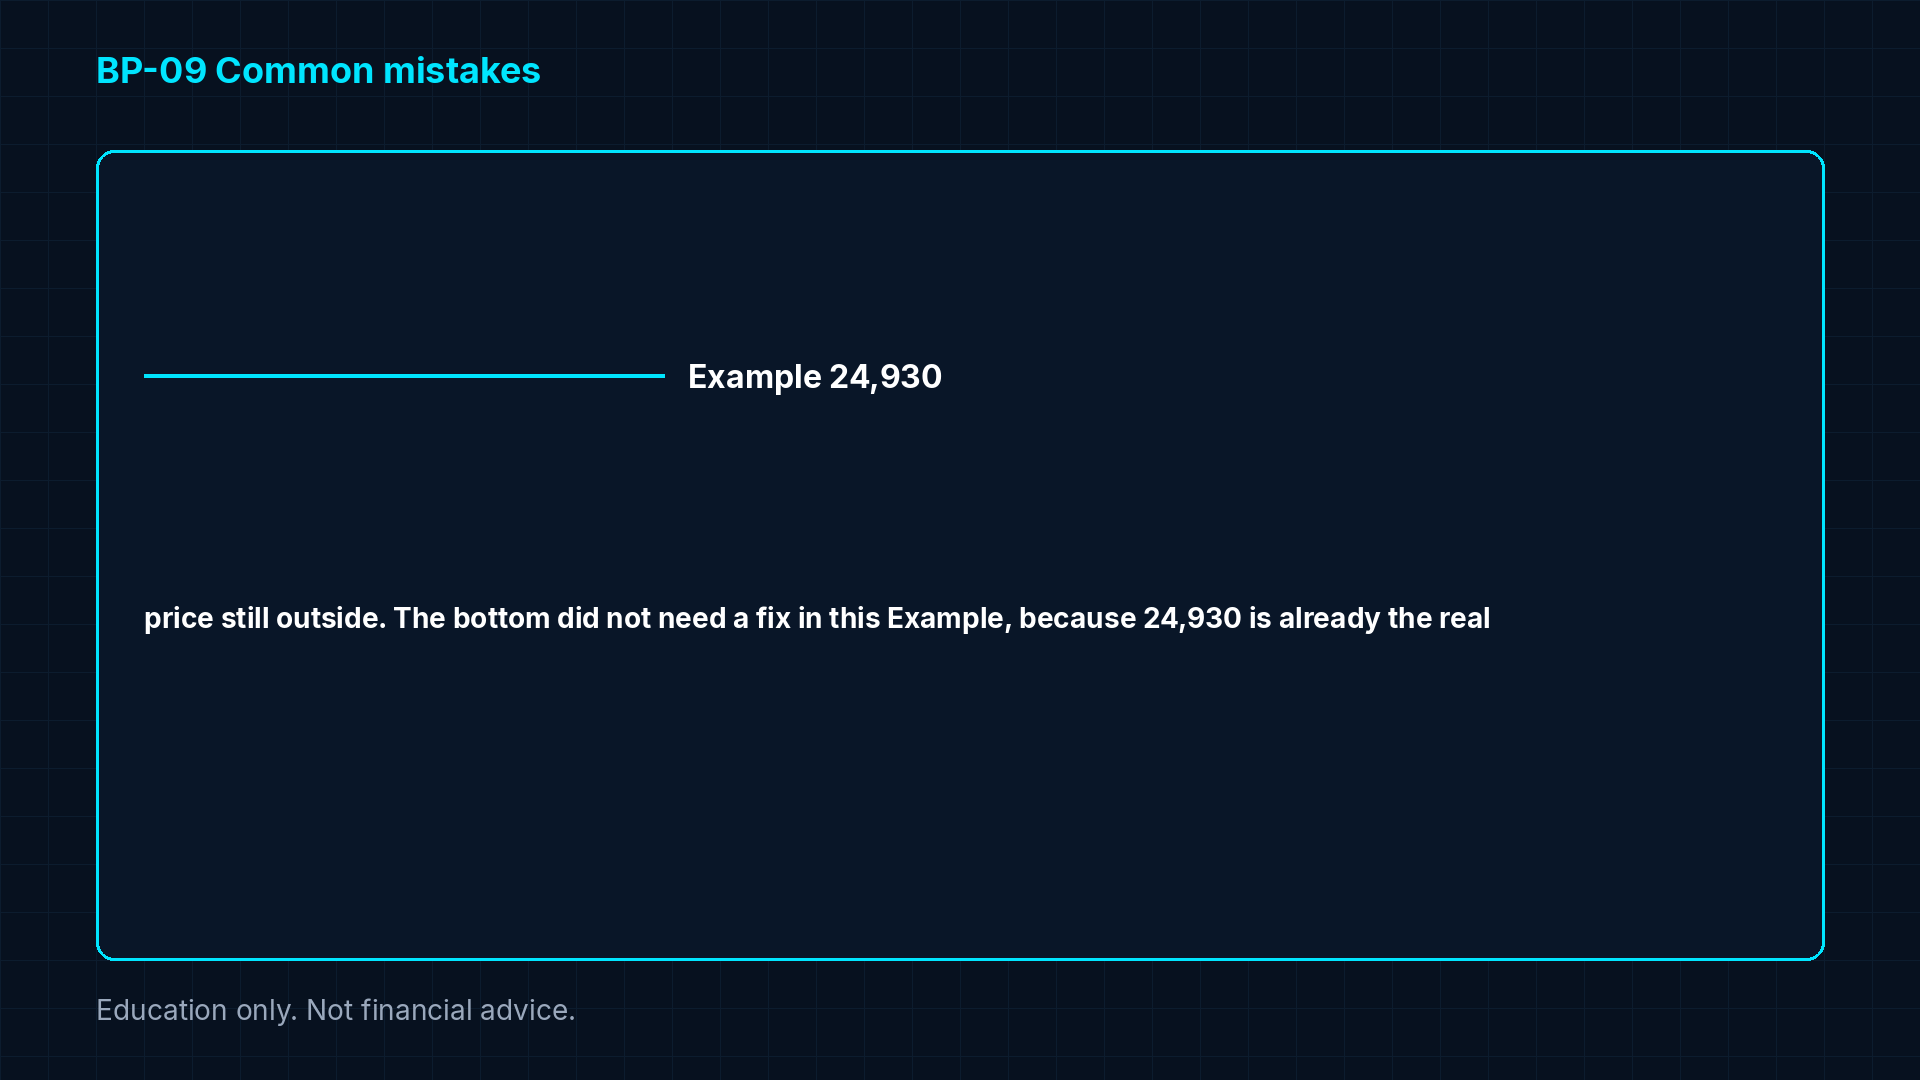 BP-09 Common mistakes
Example 24,930
price still outside. The bottom did not need a fix in this Example, because 24,930 is already the real
Education only. Not financial advice.